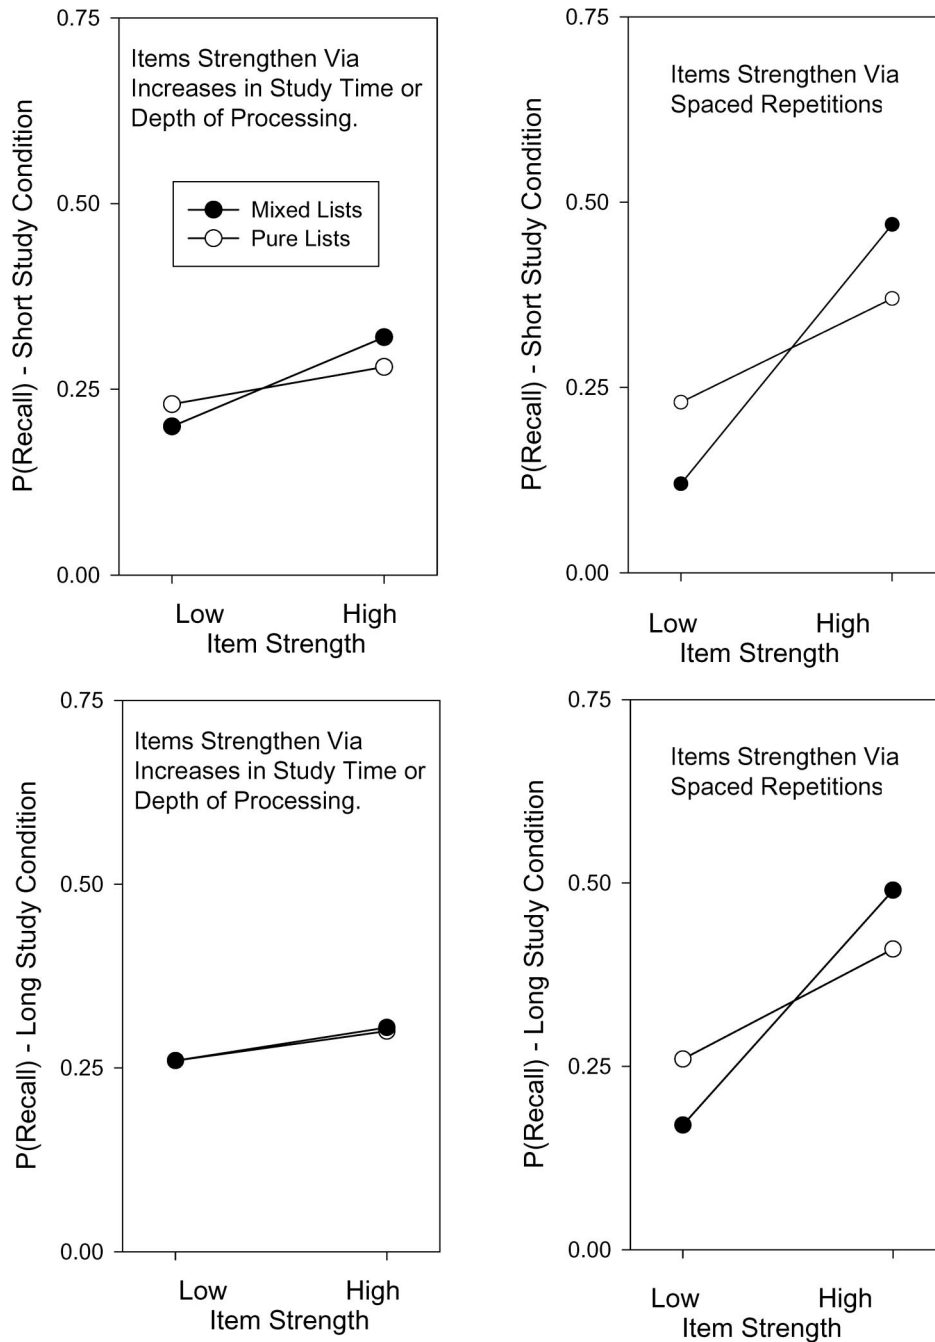 P(Recall) - Short Study Condition
0.75
0.50
0.25
0.00
Items Strengthen Via
Increases in Study Time or
Depth of Processing.
Mixed Lists
Pure Lists
Low High
Item Strength
P(Recall) - Short Study Condition
0.75
0.50
0.25
0.00
Items Strengthen Via
Spaced Repetitions
Low High
Item Strength
P(Recall) - Long Study Condition
0.75
0.50
0.25
0.00
Items Strengthen Via
Increases in Study Time or
Depth of Processing.
Low High
Item Strength
P(Recall) - Long Study Condition
0.75
0.50
0.25
0.00
Items Strengthen Via
Spaced Repetitions
Low High
Item Strength